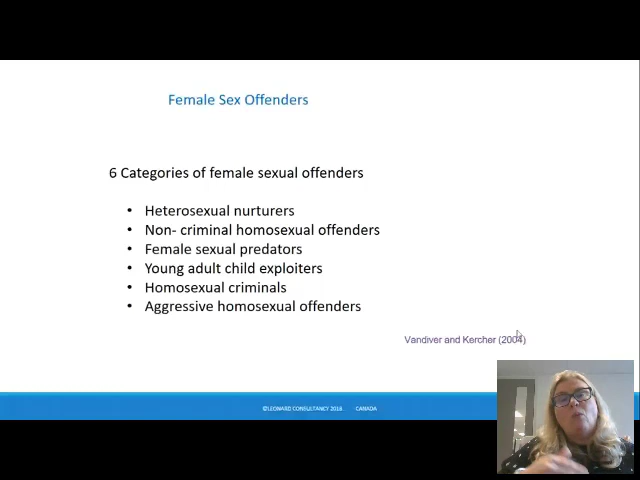 Female Sex Offenders
6 Categories of female sexual offenders
• Heterosexual nurturers
• Non- criminal homosexual offenders
• Female sexual predators
• Young adult child exploiters
• Homosexual criminals
• Aggressive homosexual offenders
Vandiver and Kercher (2004)
©LEONARD CONSULTANCY 2018 CANADA